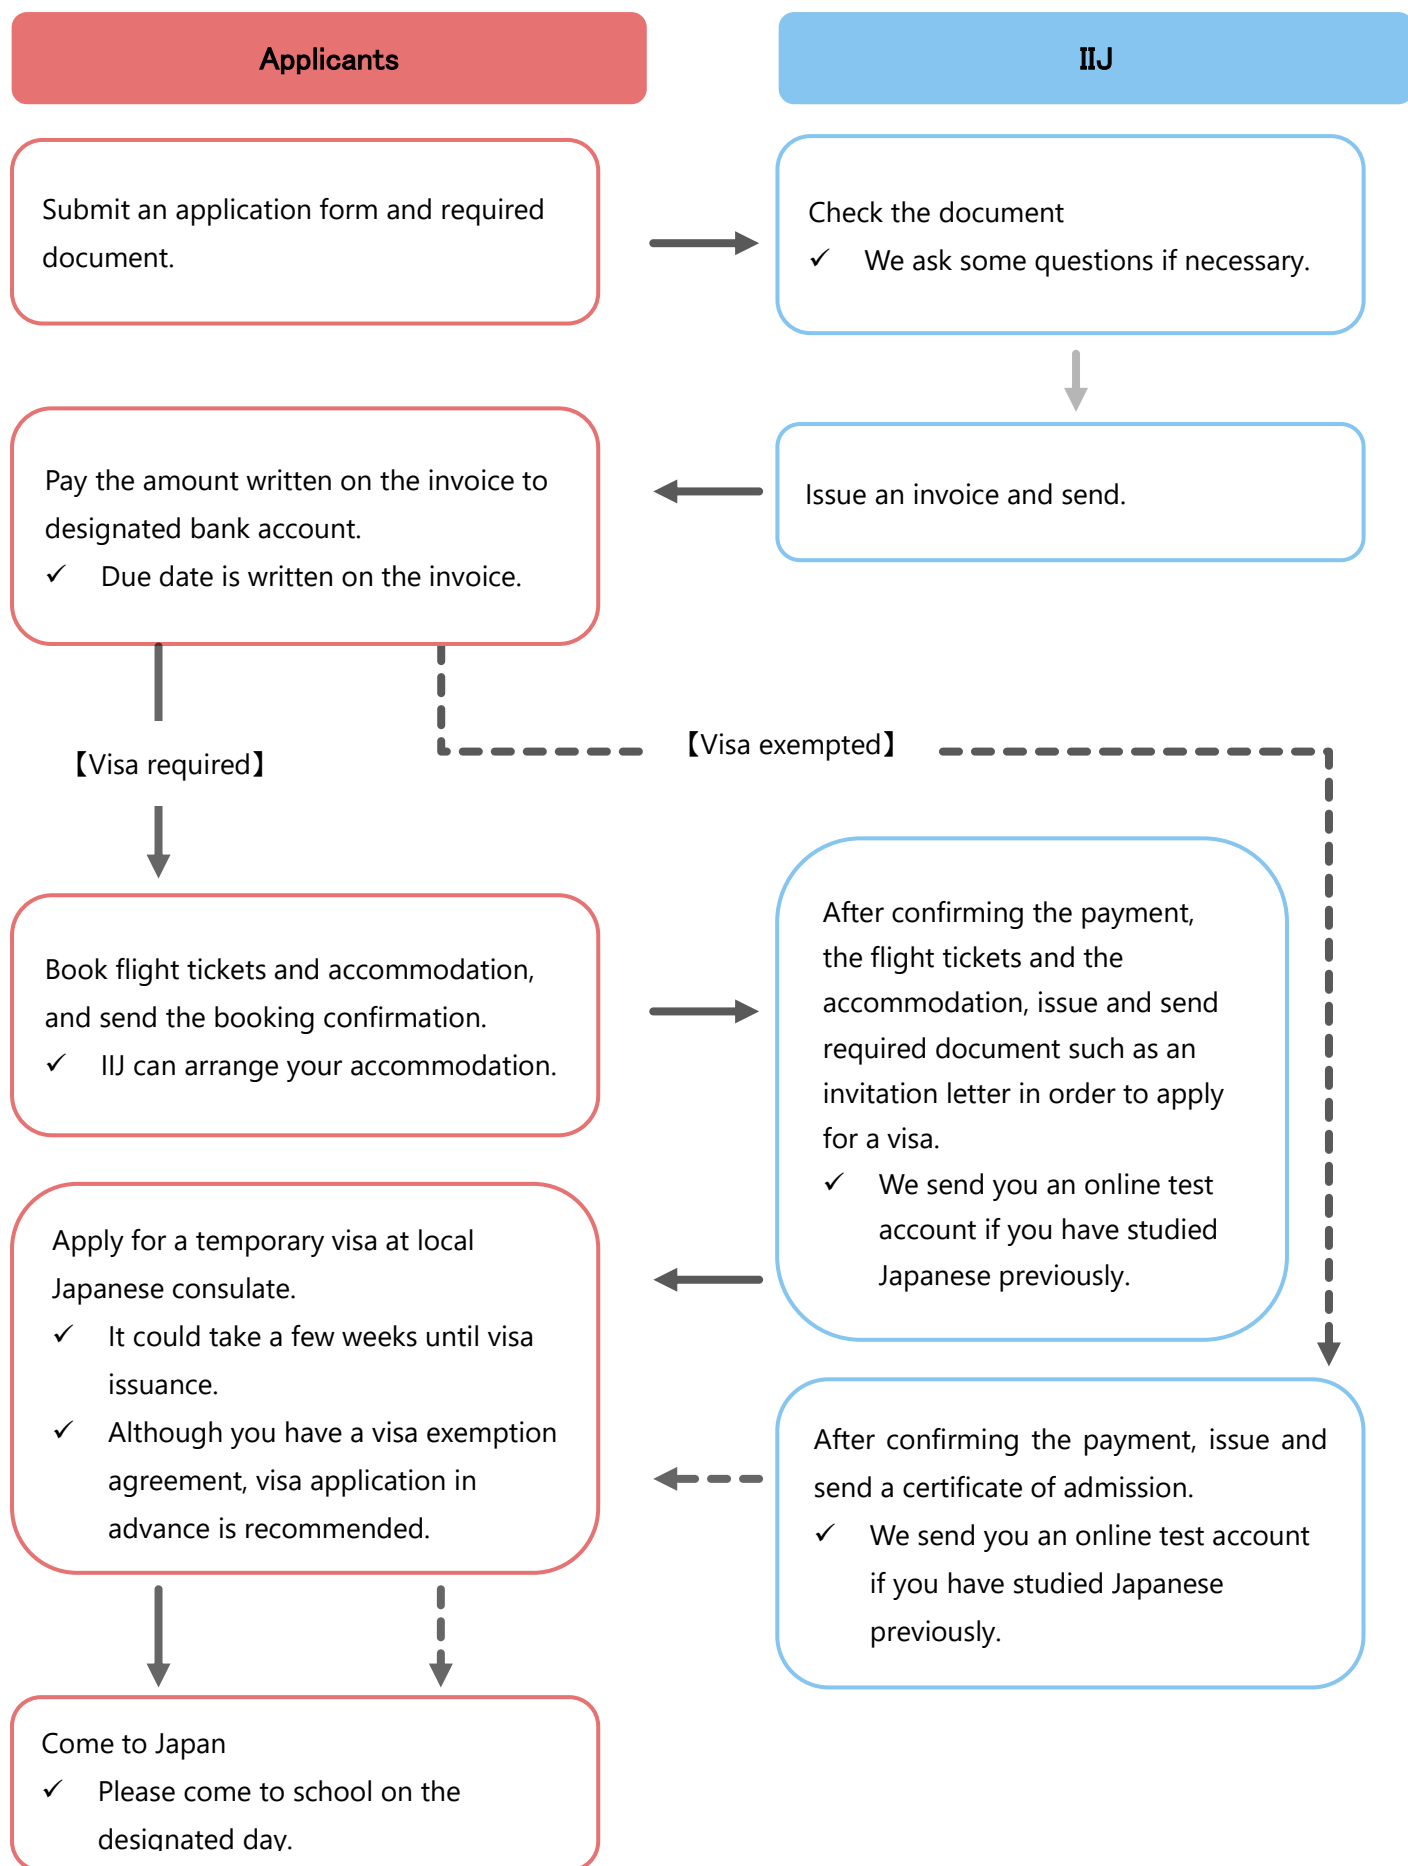 Applicants
IIJ
Submit an application form and required
document.
Check the document
✓ We ask some questions if necessary.
Pay the amount written on the invoice to
designated bank account.
✓ Due date is written on the invoice.
Issue an invoice and send.
【Visa required】
【Visa exempted】
Book flight tickets and accommodation,
and send the booking confirmation.
✓ IIJ can arrange your accommodation.
After confirming the payment,
the flight tickets and the
accommodation, issue and send
required document such as an
invitation letter in order to apply
for a visa.
✓ We send you an online test
account if you have studied
Japanese previously.
Apply for a temporary visa at local
Japanese consulate.
✓ It could take a few weeks until visa
issuance.
✓ Although you have a visa exemption
agreement, visa application in
advance is recommended.
After confirming the payment, issue and
send a certificate of admission.
✓ We send you an online test account
if you have studied Japanese
previously.
Come to Japan
✓ Please come to school on the
designated day.